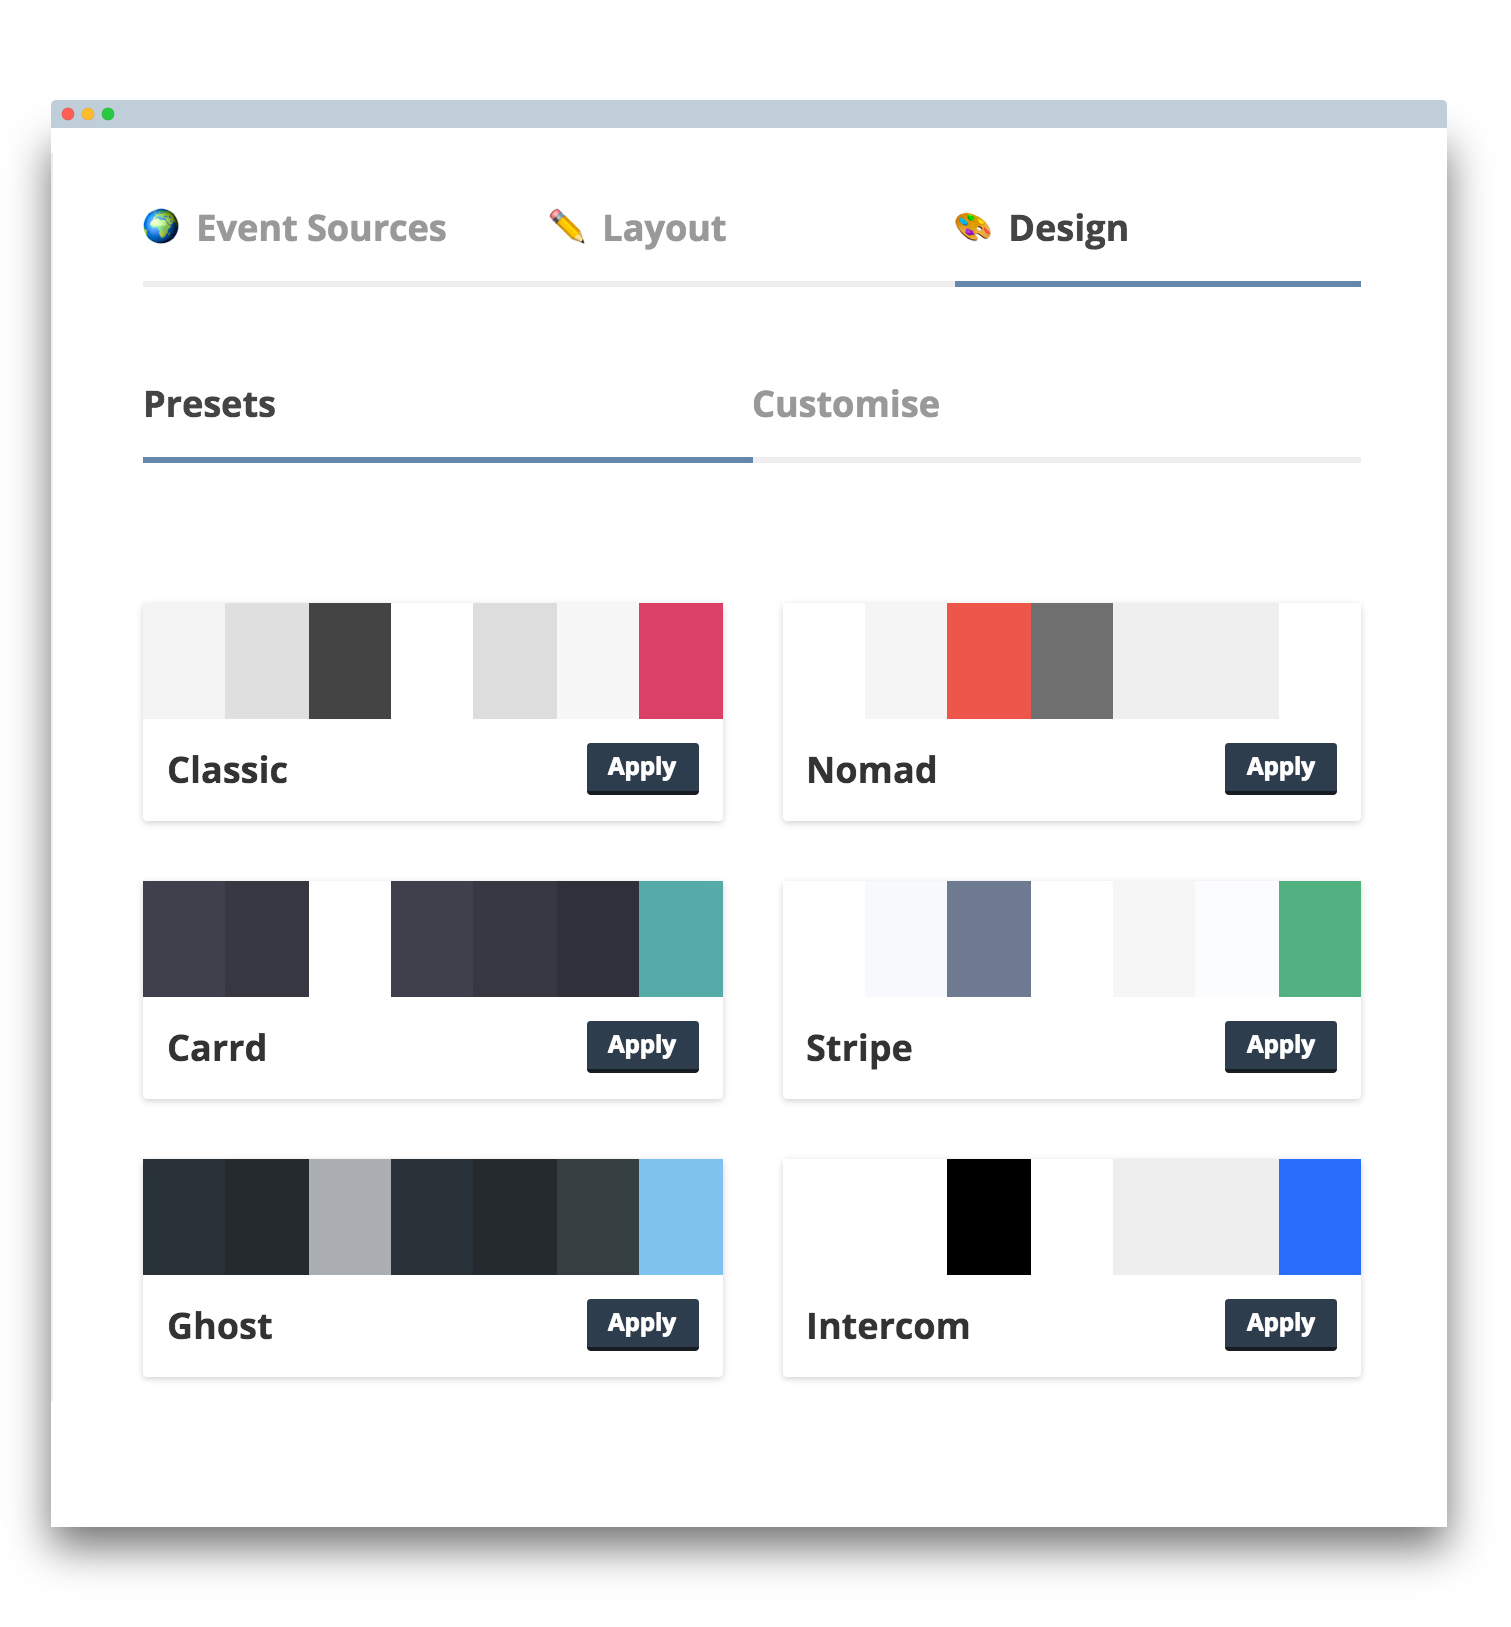 Event Sources
Layout
Design
Presets
Customise
Classic
Apply
Nomad
Apply
Carrd
Apply
Stripe
Apply
Ghost
Apply
Intercom
Apply